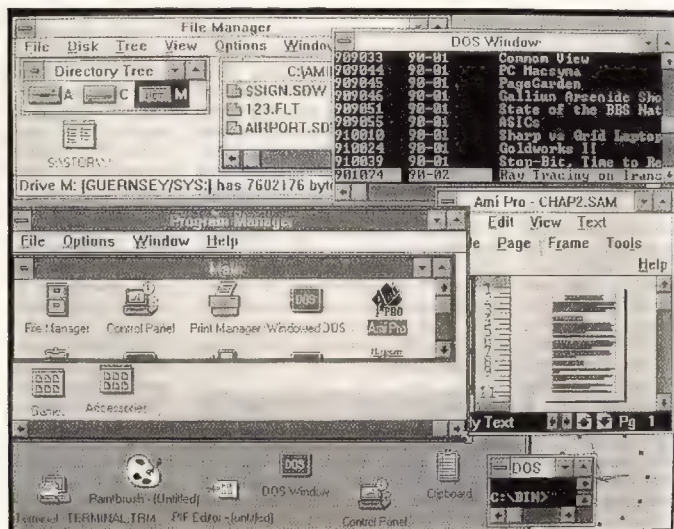 File Manager
File Disk Tree View Options Window
Directory Tree
A C M
C:\AMI
$SIGN.SDW
123.FLT
AIRPORT.SD
Drive M: [GUERNSEY/SYS:] has 7602176 byt
DOS Window
909033 90-01 Common View
909044 90-01 PC Macsyma
909045 90-01 PageGarden
909046 90-01 Gallium Arsenide Sho
909051 90-01 State of the BBS Nat
909055 90-01 ASICs
910010 90-01 Sharp vs Grid Laptop
910024 90-01 Goldworks II
910039 90-01 Stop-Bit, Time to Re
901074 90-02 Ray Tracing on Trans
Ami Pro - CHAP2.SAM
Edit View Text
Page Frame Tools
Help
Program Manager
File Options Window Help
Main
File Manager Control Panel Print Manager Windowed DOS Ami Pro
Games Accessories
Text Pg 1
Terminal - TERMINAL.TRM
Paintbrush - (Untitled)
PIF Editor - (untitled)
DOS Window
Control Panel
Clipboard
DOS
C:\BIN>